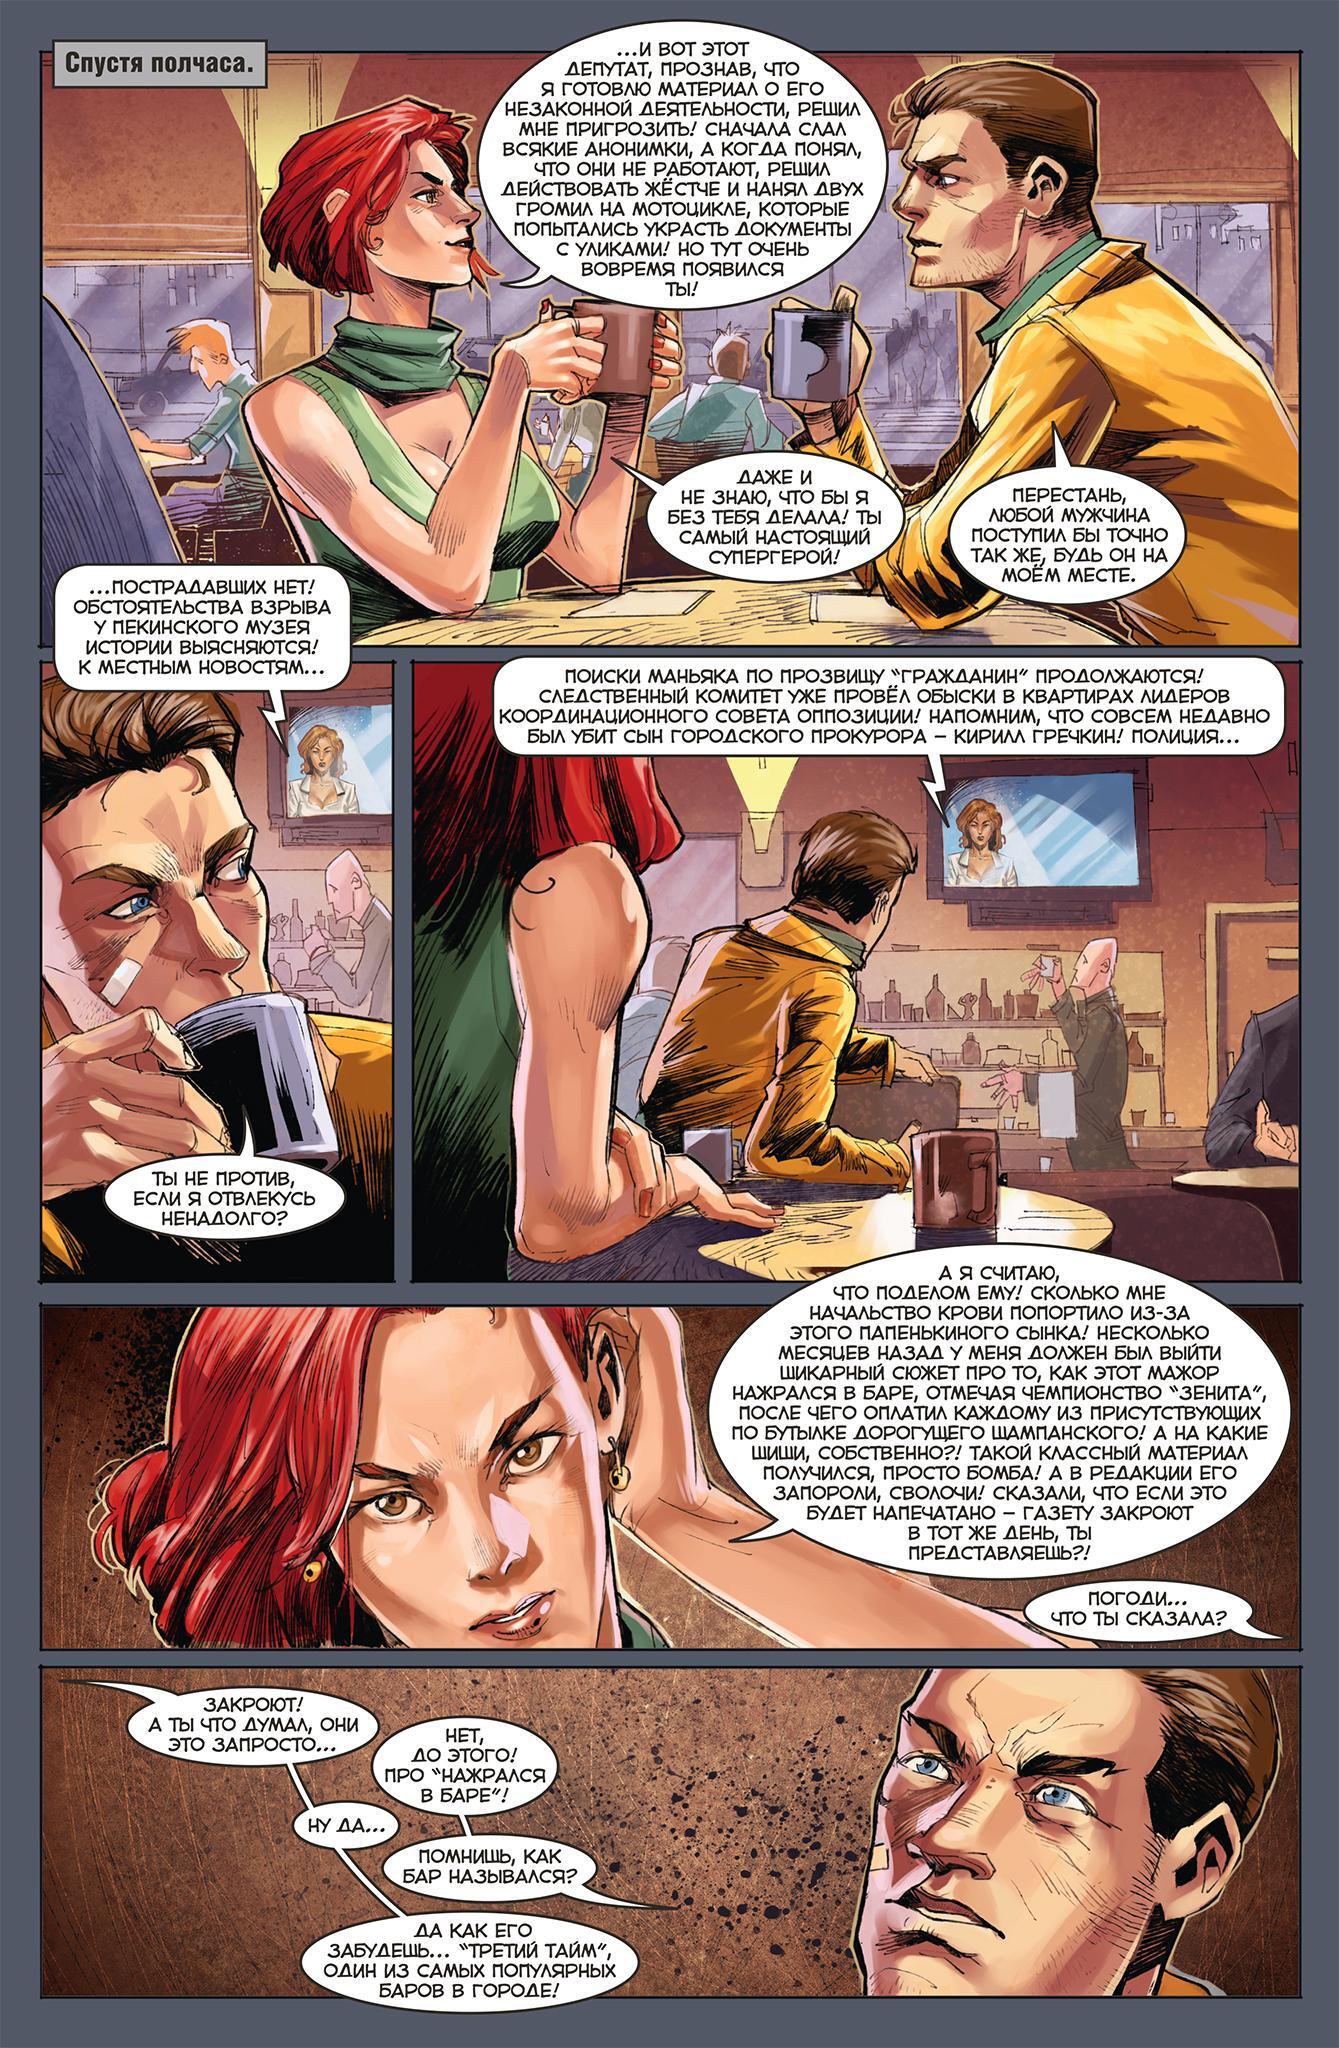 Спустя полчаса.
...И ВОТ ЭТОТ
ДЕПУТАТ, ПРОЗНАВ, ЧТО
Я ГОТОВЛЮ МАТЕРИАЛ О ЕГО
НЕЗАКОННОЙ ДЕЯТЕЛЬНОСТИ, РЕШИЛ
МНЕ ПРИГРОЗИТЬ! СНАЧАЛА СЛАЛ
ВСЯКИЕ АНОНИМКИ, А КОГДА ПОНЯЛ,
ЧТО ОНИ НЕ РАБОТАЮТ, РЕШИЛ
ДЕЙСТВОВАТЬ ЖЁСТЧЕ И НАНЯЛ ДВУХ
ГРОМИЛ НА МОТОЦИКЛЕ, КОТОРЫЕ
ПОПЫТАЛИСЬ УКРАСТЬ ДОКУМЕНТЫ
С УЛИКАМИ! НО ТУТ ОЧЕНЬ
ВОВРЕМЯ ПОЯВИЛСЯ
ТЫ!
ДАЖЕ И
НЕ ЗНАЮ, ЧТО БЫ Я
БЕЗ ТЕБЯ ДЕЛАЛА! ТЫ
САМЫЙ НАСТОЯЩИЙ
СУПЕРГЕРОЙ!
ПЕРЕСТАНЬ,
ЛЮБОЙ МУЖЧИНА
ПОСТУПИЛ БЫ ТОЧНО
ТАК ЖЕ, БУДЬ ОН НА
МОЁМ МЕСТЕ.
...ПОСТРАДАВШИХ НЕТ!
ОБСТОЯТЕЛЬСТВА ВЗРЫВА
У ПЕКИНСКОГО МУЗЕЯ
ИСТОРИИ ВЫЯСНЯЮТСЯ!
К МЕСТНЫМ НОВОСТЯМ...
ТЫ НЕ ПРОТИВ,
ЕСЛИ Я ОТВЛЕКУСЬ
НЕНАДОЛГО?
ПОИСКИ МАНЬЯКА ПО ПРОЗВИЩУ "ГРАЖДАНИН" ПРОДОЛЖАЮТСЯ!
СЛЕДСТВЕННЫЙ КОМИТЕТ УЖЕ ПРОВЁЛ ОБЫСКИ В КВАРТИРАХ ЛИДЕРОВ
КООРДИНАЦИОННОГО СОВЕТА ОППОЗИЦИИ! НАПОМНИМ, ЧТО СОВСЕМ НЕДАВНО
БЫЛ УБИТ СЫН ГОРОДСКОГО ПРОКУРОРА – КИРИЛЛ ГРЕЧКИН! ПОЛИЦИЯ...
А Я СЧИТАЮ,
ЧТО ПОДЕЛОМ ЕМУ! СКОЛЬКО МНЕ
НАЧАЛЬСТВО КРОВИ ПОПОРТИЛО ИЗ-ЗА
ЭТОГО ПАПЕНЬКИНОГО СЫНКА! НЕСКОЛЬКО
МЕСЯЦЕВ НАЗАД У МЕНЯ ДОЛЖЕН БЫЛ ВЫЙТИ
ШИКАРНЫЙ СЮЖЕТ ПРО ТО, КАК ЭТОТ МАЖОР
НАЖРАЛСЯ В БАРЕ, ОТМЕЧАЯ ЧЕМПИОНСТВО "ЗЕНИТА",
ПОСЛЕ ЧЕГО ОПЛАТИЛ КАЖДОМУ ИЗ ПРИСУТСТВУЮЩИХ
ПО БУТЫЛКЕ ДОРОГУЩЕГО ШАМПАНСКОГО! А НА КАКИЕ
ШИШИ, СОБСТВЕННО?! ТАКОЙ КЛАССНЫЙ МАТЕРИАЛ
ПОЛУЧИЛСЯ, ПРОСТО БОМБА! А В РЕДАКЦИИ ЕГО
ЗАПОРОЛИ, СВОЛОЧИ! СКАЗАЛИ, ЧТО ЕСЛИ ЭТО
БУДЕТ НАПЕЧАТАНО – ГАЗЕТУ ЗАКРОЮТ
В ТОТ ЖЕ ДЕНЬ, ТЫ
ПРЕДСТАВЛЯЕШЬ?!
ПОГОДИ...
ЧТО ТЫ СКАЗАЛА?
ЗАКРОЮТ!
А ТЫ ЧТО ДУМАЛ, ОНИ
ЭТО ЗАПРОСТО...
НЕТ,
ДО ЭТОГО!
ПРО "НАЖРАЛСЯ
В БАРЕ"!
НУ ДА...
ПОМНИШЬ, КАК
БАР НАЗЫВАЛСЯ?
ДА КАК ЕГО
ЗАБУДЕШЬ... "ТРЕТИЙ ТАЙМ",
ОДИН ИЗ САМЫХ ПОПУЛЯРНЫХ
БАРОВ В ГОРОДЕ!